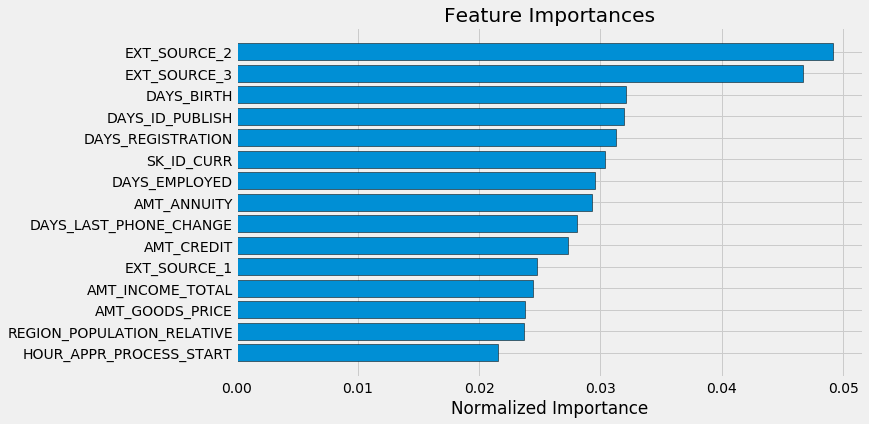 Feature Importances
EXT_SOURCE_2
EXT_SOURCE_3
DAYS_BIRTH
DAYS_ID_PUBLISH
DAYS_REGISTRATION
SK_ID_CURR
DAYS_EMPLOYED
AMT_ANNUITY
DAYS_LAST_PHONE_CHANGE
AMT_CREDIT
EXT_SOURCE_1
AMT_INCOME_TOTAL
AMT_GOODS_PRICE
REGION_POPULATION_RELATIVE
HOUR_APPR_PROCESS_START
0.00 0.01 0.02 0.03 0.04 0.05
Normalized Importance